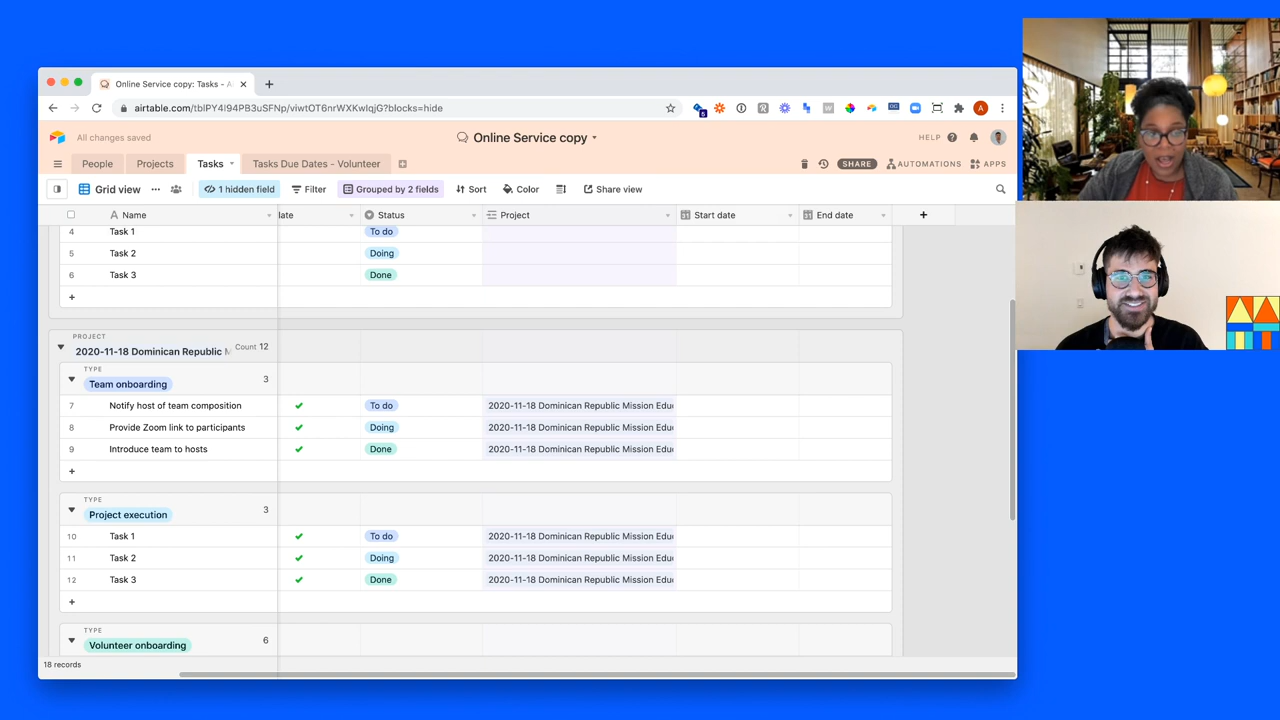 Online Service copy: Tasks - A
airtable.com/tblPY4I94PB3uSFNp/viwtOT6nrWXKwIqjG?blocks=hide
5
A
All changes saved
Online Service copy
HELP
People
Projects
Tasks
Tasks Due Dates - Volunteer
SHARE
AUTOMATIONS
APPS
Grid view
1 hidden field
Filter
Grouped by 2 fields
Sort
Color
Share view
Name
late
Status
Project
Start date
End date
4 Task 1 To do
5 Task 2 Doing
6 Task 3 Done
PROJECT
2020-11-18 Dominican Republic M Count 12
TYPE
Team onboarding 3
7 Notify host of team composition To do 2020-11-18 Dominican Republic Mission Edu
8 Provide Zoom link to participants Doing 2020-11-18 Dominican Republic Mission Edu
9 Introduce team to hosts Done 2020-11-18 Dominican Republic Mission Edu
TYPE
Project execution 3
10 Task 1 To do 2020-11-18 Dominican Republic Mission Edu
11 Task 2 Doing 2020-11-18 Dominican Republic Mission Edu
12 Task 3 Done 2020-11-18 Dominican Republic Mission Edu
TYPE
Volunteer onboarding 6
18 records